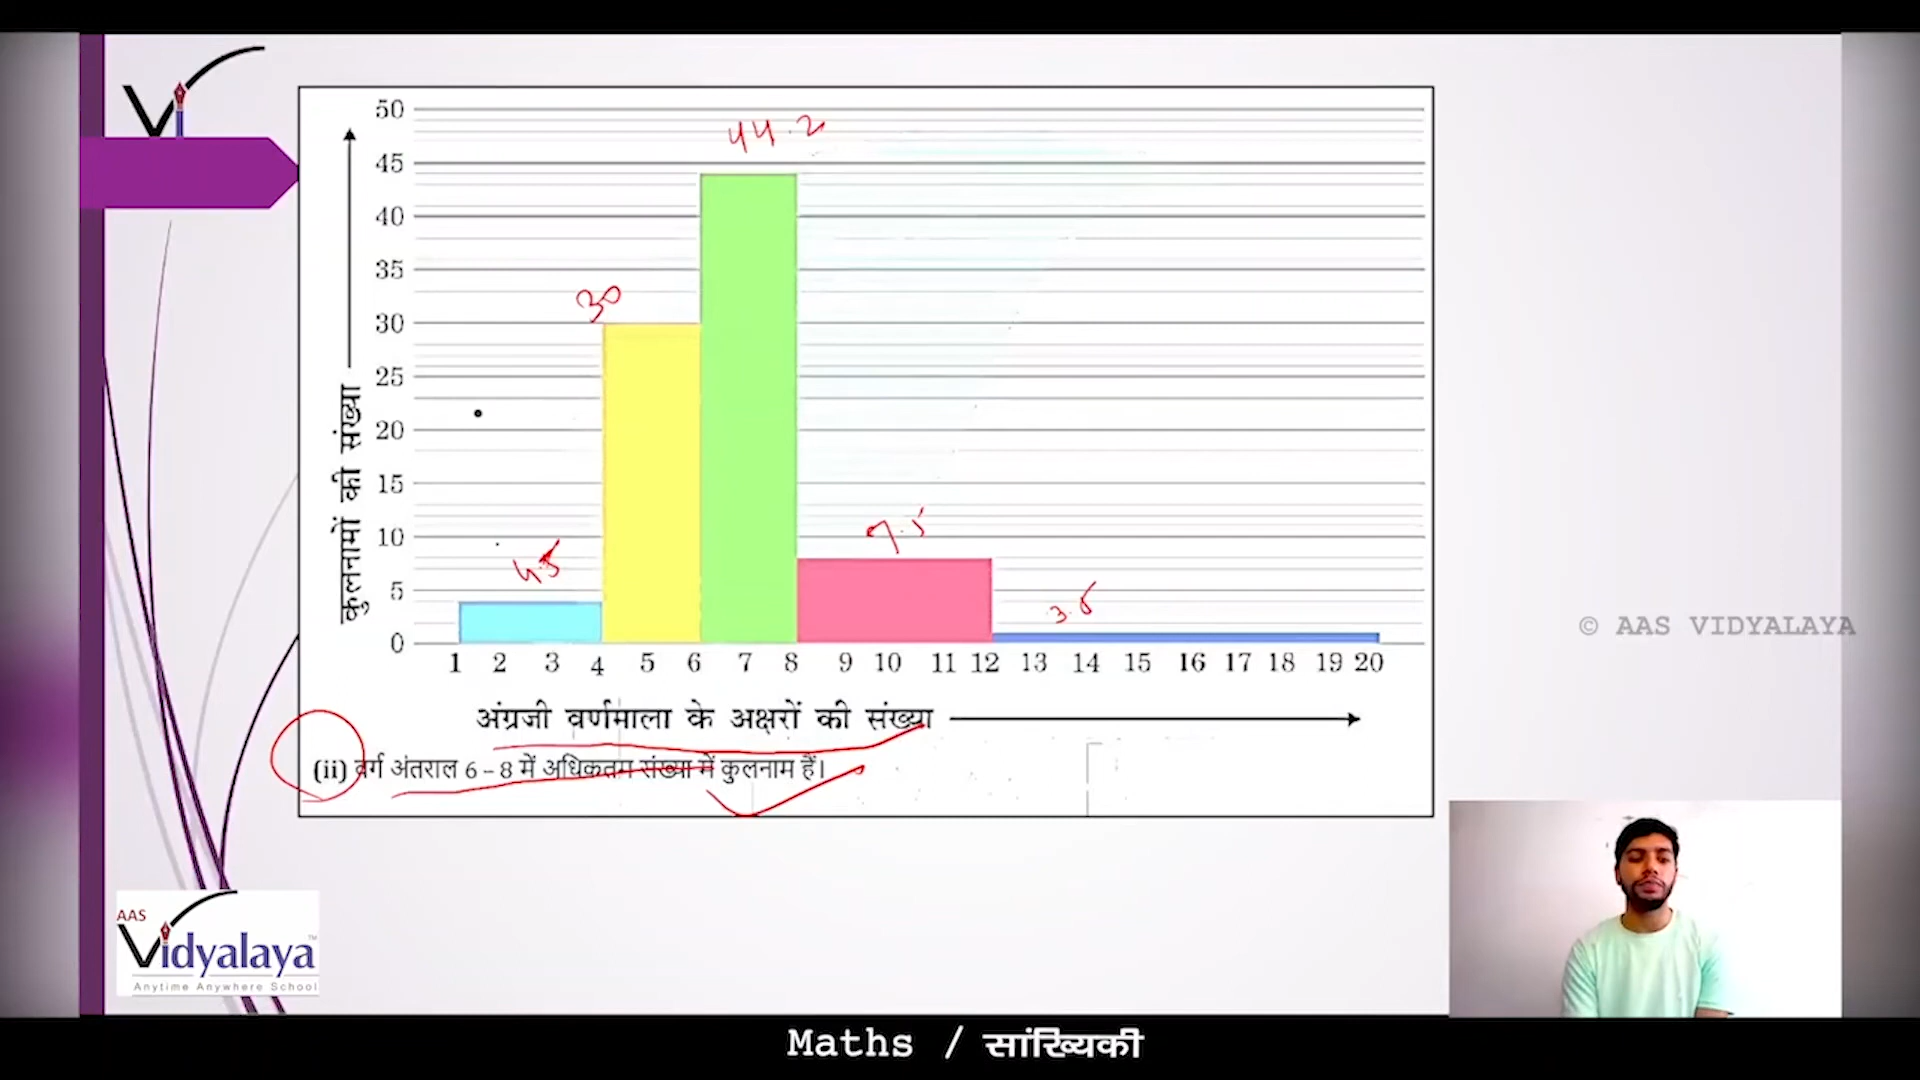 50
44.2
45
40
35
30
30
25
20
15
10
7.5
4.5
5
0
1 2 3 4 5 6 7 8 9 10 11 12 13 14 15 16 17 18 19 20
कुलनामों की संख्या
अंग्रजी वर्णमाला के अक्षरों की संख्या
(ii) वर्ग अंतराल 6 – 8 में अधिकतम संख्या में कुलनाम हैं।
© AAS VIDYALAYA
AAS
Vidyalaya
Anytime Anywhere School
Maths / सांख्यिकी